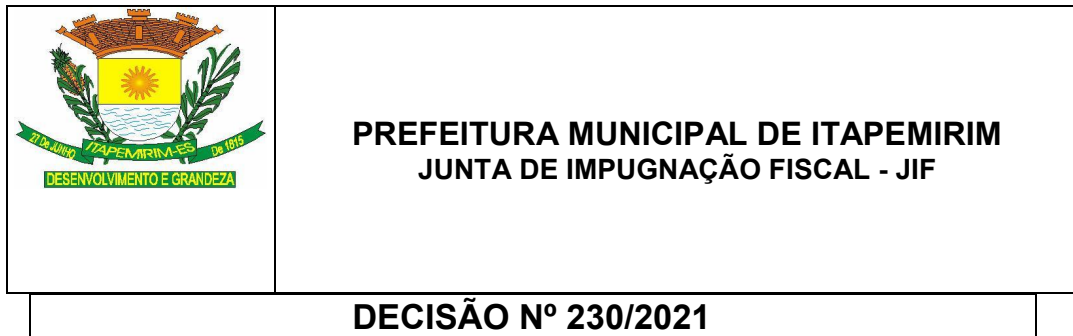 27 De JUNHO ITAPEMIRIM-ES De 1815
DESENVOLVIMENTO E GRANDEZA
PREFEITURA MUNICIPAL DE ITAPEMIRIM
JUNTA DE IMPUGNAÇÃO FISCAL - JIF
DECISÃO Nº 230/2021